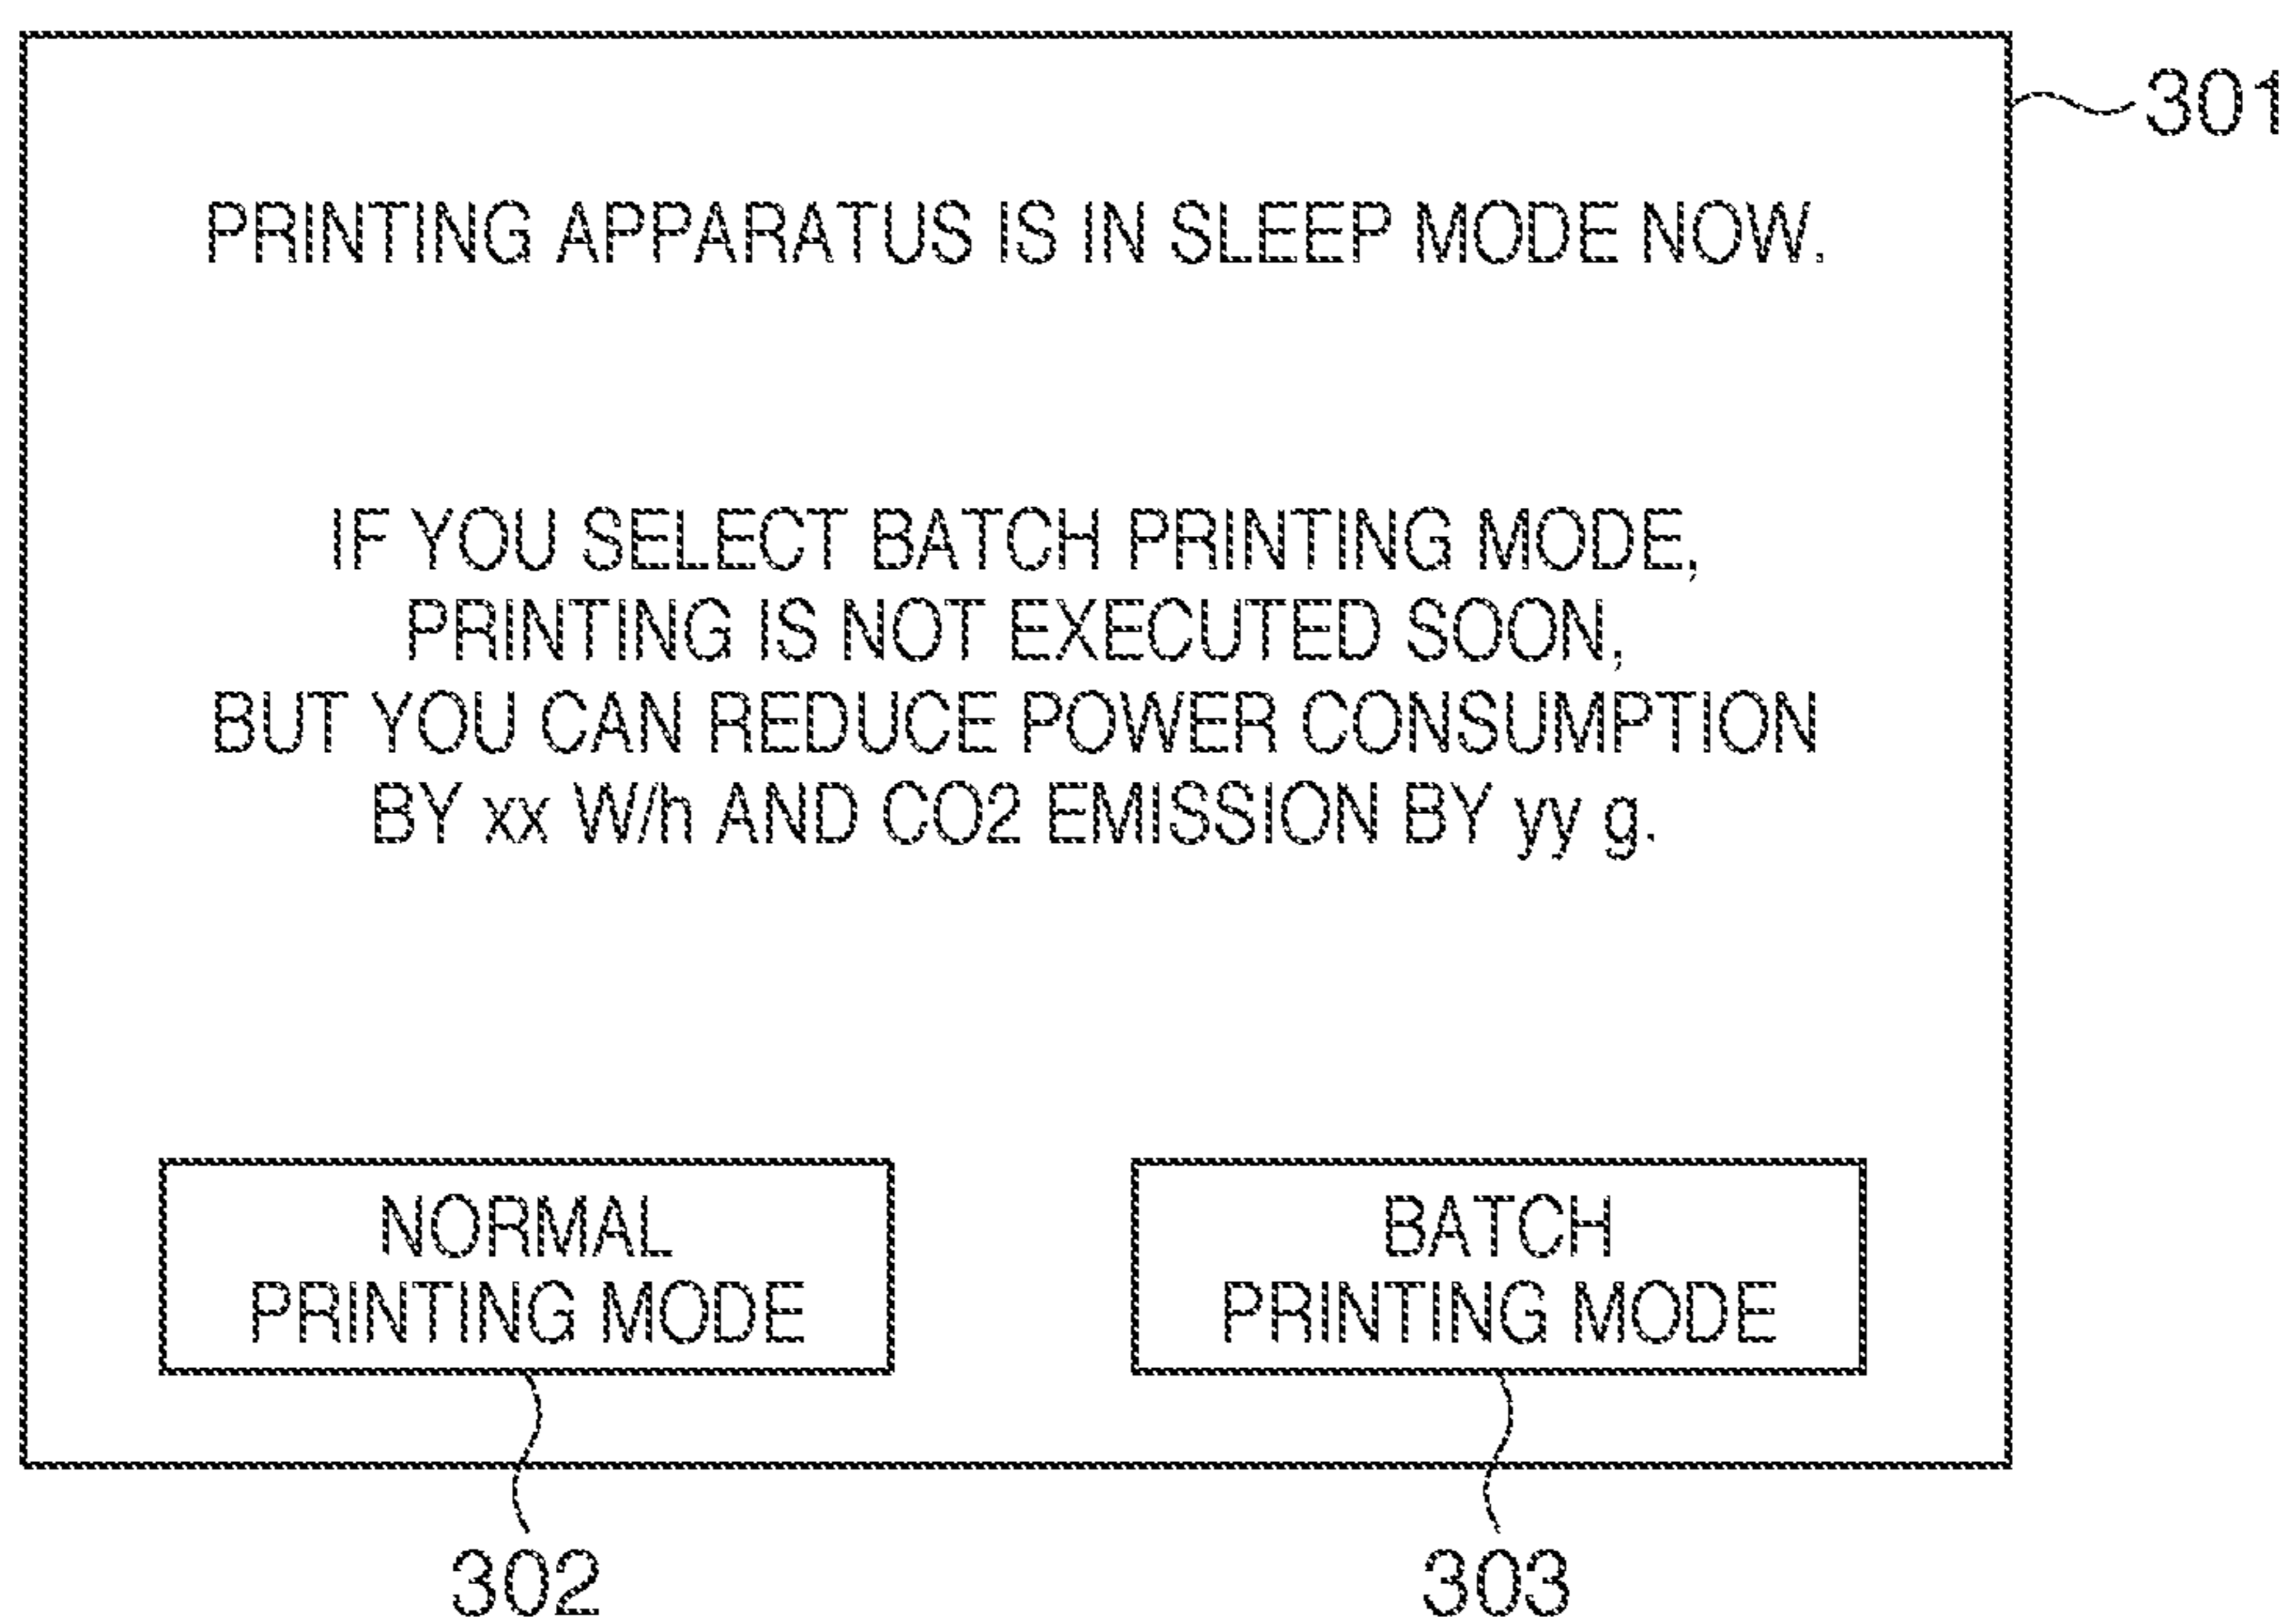 301
PRINTING APPARATUS IS IN SLEEP MODE NOW.
IF YOU SELECT BATCH PRINTING MODE,
PRINTING IS NOT EXECUTED SOON,
BUT YOU CAN REDUCE POWER CONSUMPTION
BY xx W/h AND CO2 EMISSION BY yy g.
NORMAL
PRINTING MODE
BATCH
PRINTING MODE
302
303